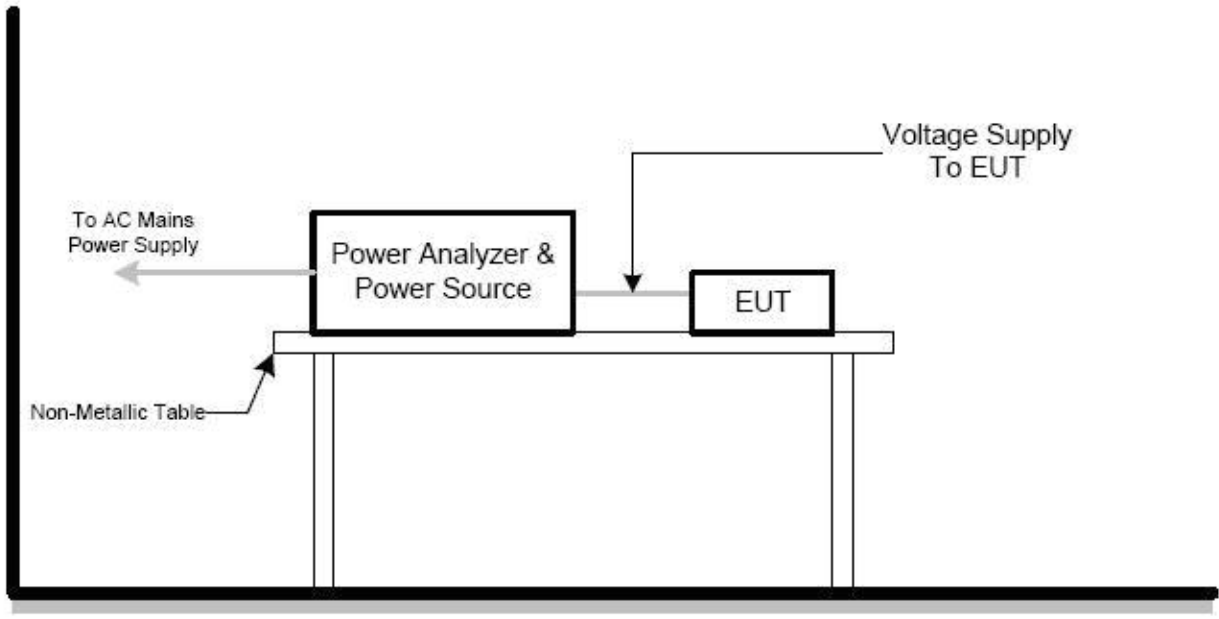 Voltage Supply
To EUT
To AC Mains
Power Supply
Power Analyzer &
Power Source
EUT
Non-Metallic Table